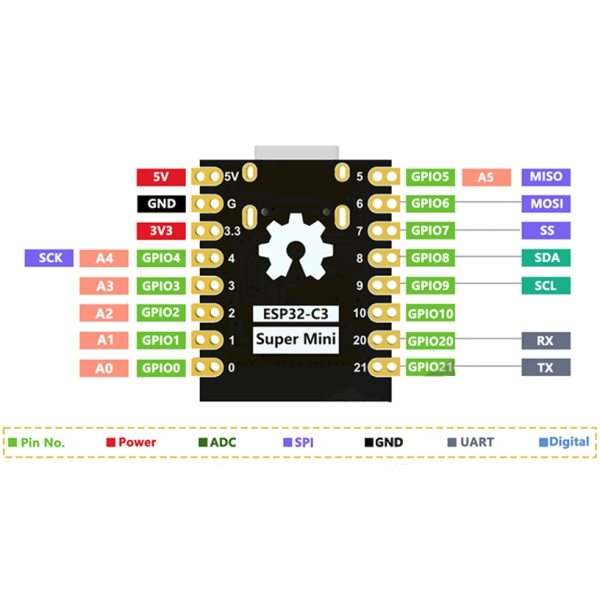 5V 5V 5 GPIO5 A5 MISO
GND G 6 GPIO6 MOSI
3V3 3.3 7 GPIO7 SS
SCK A4 GPIO4 4 8 GPIO8 SDA
A3 GPIO3 3 9 GPIO9 SCL
A2 GPIO2 2 10 GPIO10
ESP32-C3
A1 GPIO1 1 20 GPIO20 RX
Super Mini
A0 GPIO0 0 21 GPIO21 TX
Pin No. Power ADC SPI GND UART Digital